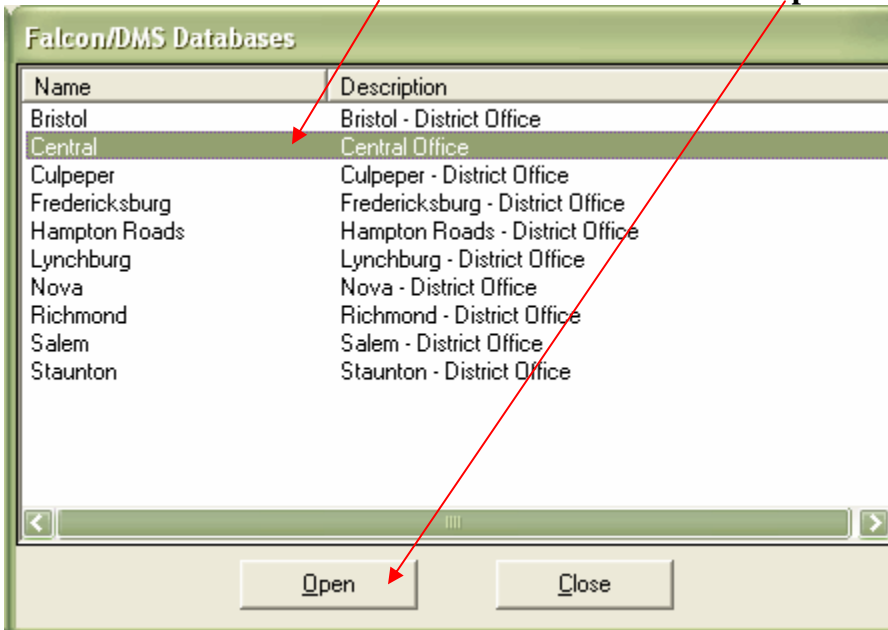 Falcon/DMS Databases
Name Description
Bristol Bristol - District Office
Central Central Office
Culpeper Culpeper - District Office
Fredericksburg Fredericksburg - District Office
Hampton Roads Hampton Roads - District Office
Lynchburg Lynchburg - District Office
Nova Nova - District Office
Richmond Richmond - District Office
Salem Salem - District Office
Staunton Staunton - District Office
Open Close